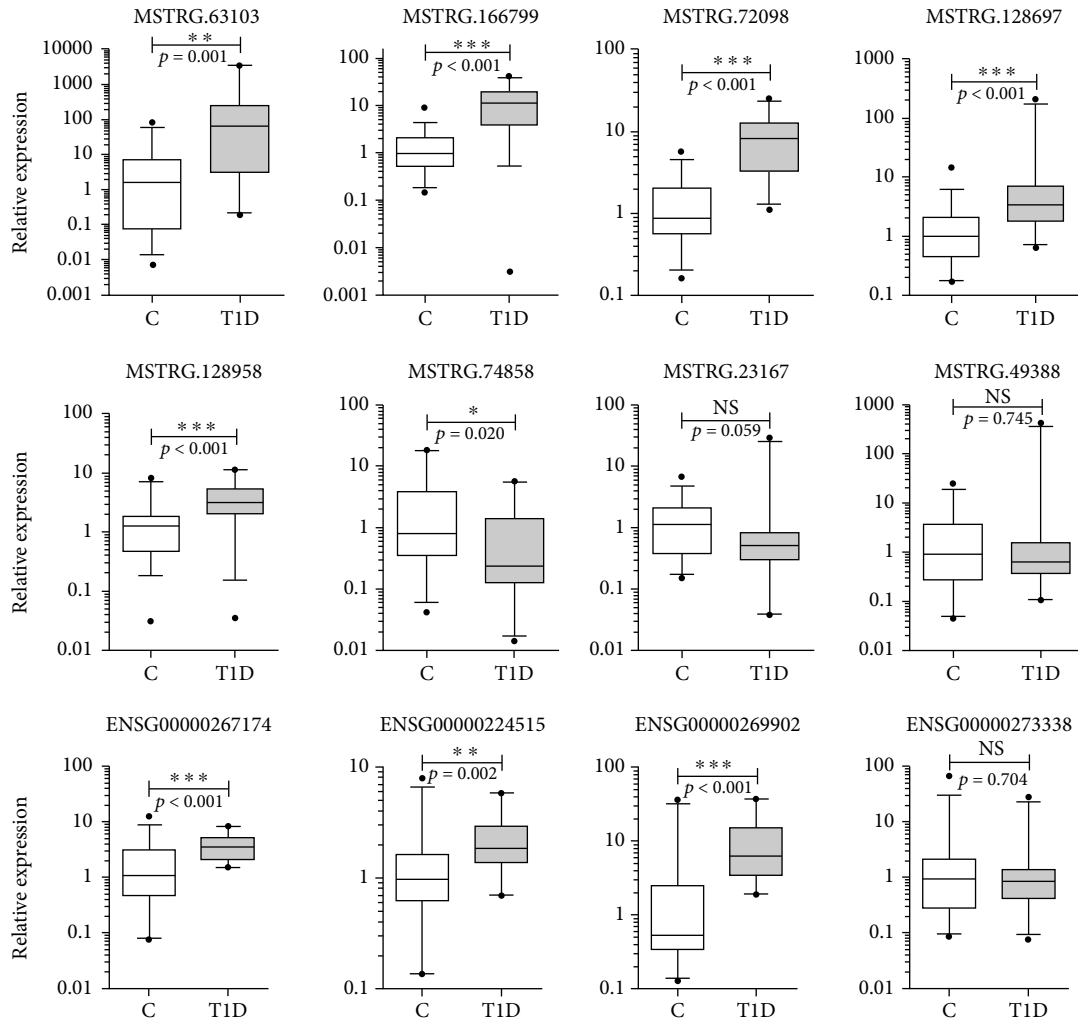 MSTRG.63103
Relative expression
10000
1000
100
10
1
0.1
0.01
0.001
* *
p = 0.001
C T1D
MSTRG.166799
100
10
1
0.1
0.01
0.001
* * *
p < 0.001
C T1D
MSTRG.72098
100
10
1
0.1
* * *
p < 0.001
C T1D
MSTRG.128697
1000
100
10
1
0.1
* * *
p < 0.001
C T1D
MSTRG.128958
Relative expression
100
10
1
0.1
0.01
* * *
p < 0.001
C T1D
MSTRG.74858
100
10
1
0.1
0.01
*
p = 0.020
C T1D
MSTRG.23167
100
10
1
0.1
0.01
NS
p = 0.059
C T1D
MSTRG.49388
1000
100
10
1
0.1
0.01
NS
p = 0.745
C T1D
ENSG00000267174
Relative expression
100
10
1
0.1
0.01
* * *
p < 0.001
C T1D
ENSG00000224515
10
1
0.1
* *
p = 0.002
C T1D
ENSG00000269902
100
10
1
0.1
* * *
p < 0.001
C T1D
ENSG00000273338
100
10
1
0.1
0.01
NS
p = 0.704
C T1D